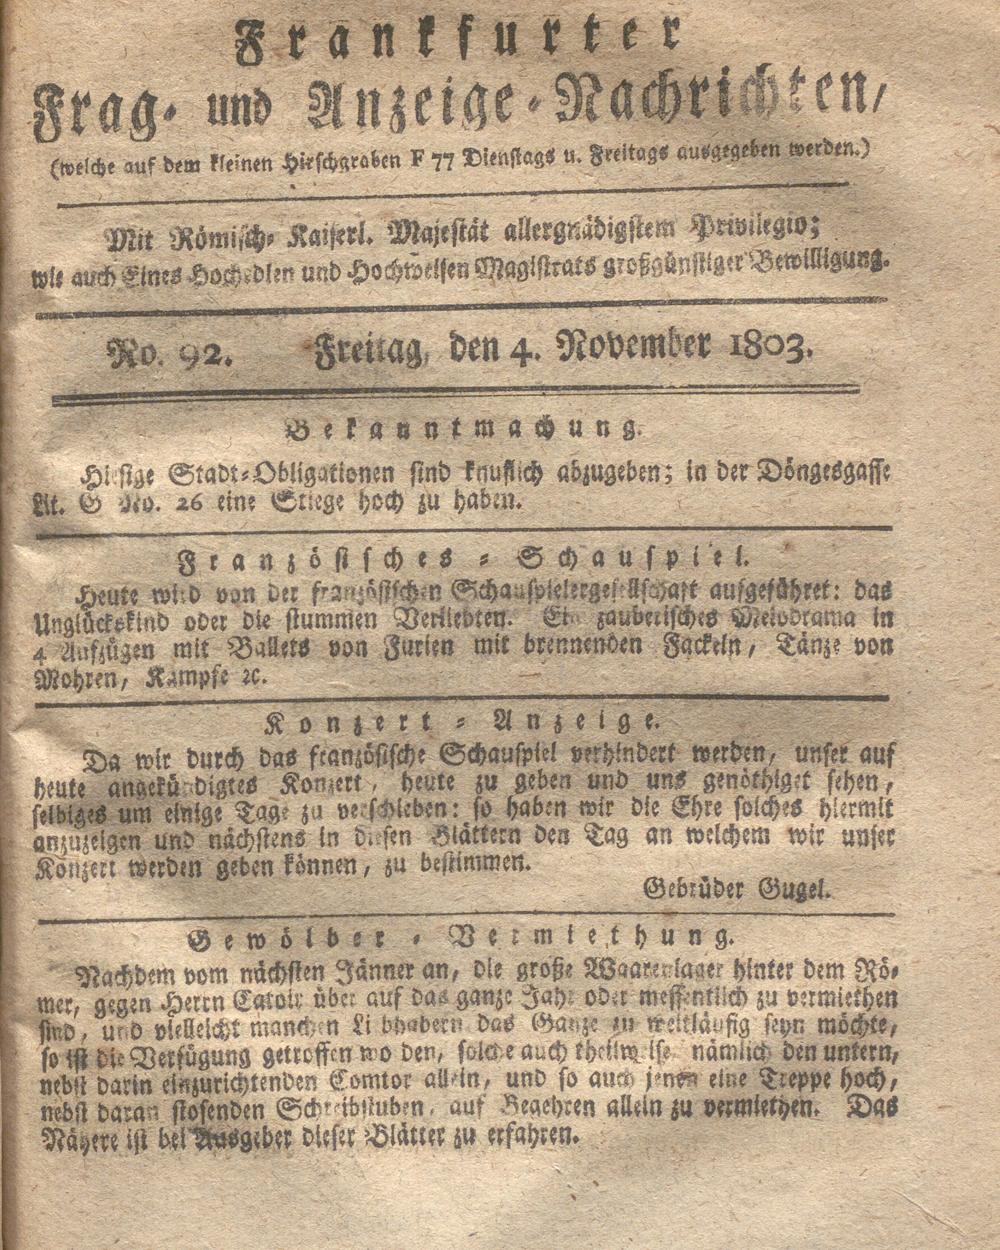 Frankfurter
Frag- und Anzeige-Nachrichten,
(welche auf dem kleinen Hirschgraben F 77 Dienstags u. Freitags ausgegeben werden.)
Mit Römisch- Kaiserl. Majestät allergnädigstem Privilegio;
wie auch Eines Hochedlen und Hochweisen Magistrats großgünstiger Bewilligung.
No. 92. Freitag, den 4. November 1803.
Bekanntmachung.
Hiesige Stadt-Obligationen sind käuflich abzugeben; in der Döngesgasse
Lit. G No. 26 eine Stiege hoch zu haben.
Französisches - Schauspiel.
Heute wird von der französischen Schauspielergesellschaft aufgeführet: das
Unglückskind oder die stummen Verliebten. Ein zauberisches Melodrama in
4 Aufzügen mit Ballets von Furien mit brennenden Fackeln, Tänze von
Mohren, Kämpfe ꝛc.
Konzert - Anzeige.
Da wir durch das französische Schauspiel verhindert werden, unser auf
heute angekündigtes Konzert, heute zu geben und uns genöthiget sehen,
selbiges um einige Tage zu verschieben: so haben wir die Ehre solches hiermit
anzuzeigen und nächstens in diesen Blättern den Tag an welchem wir unser
Konzert werden geben können, zu bestimmen.
Gebrüder Gugel.
Gewölber - Vermiethung.
Nachdem vom nächsten Jänner an, die große Waarenlager hinter dem Rö-
mer, gegen Herrn Catoir über auf das ganze Jahr oder messentlich zu vermiethen
sind, und vielleicht manchen Liebhabern das Ganze zu weitläufig seyn möchte,
so ist die Verfügung getroffen worden, solche auch theilweise, nämlich den untern,
nebst darin einzurichtenden Comtor allein, und so auch jenen eine Treppe hoch,
nebst daran stosenden Schreibstuben, auf Begehren allein zu vermiethen. Das
Nähere ist bei Ausgeber dieser Blätter zu erfahren.